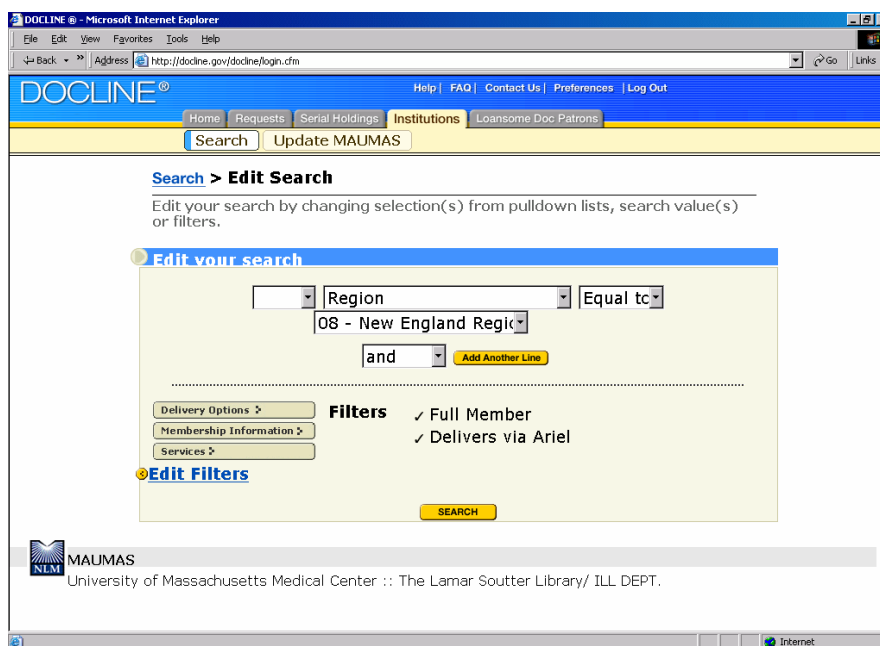 DOCLINE ® - Microsoft Internet Explorer
File Edit View Favorites Tools Help
Back » Address http://docline.gov/docline/login.cfm Go Links
DOCLINE® Help | FAQ | Contact Us | Preferences | Log Out
Home Requests Serial Holdings Institutions Loansome Doc Patrons
Search Update MAUMAS
Search > Edit Search
Edit your search by changing selection(s) from pulldown lists, search value(s)
or filters.
Edit your search
Region Equal to
08 - New England Regio
and Add Another Line
Delivery Options Filters ✓ Full Member
Membership Information ✓ Delivers via Ariel
Services
Edit Filters
SEARCH
NLM MAUMAS
University of Massachusetts Medical Center :: The Lamar Soutter Library/ ILL DEPT.
Internet